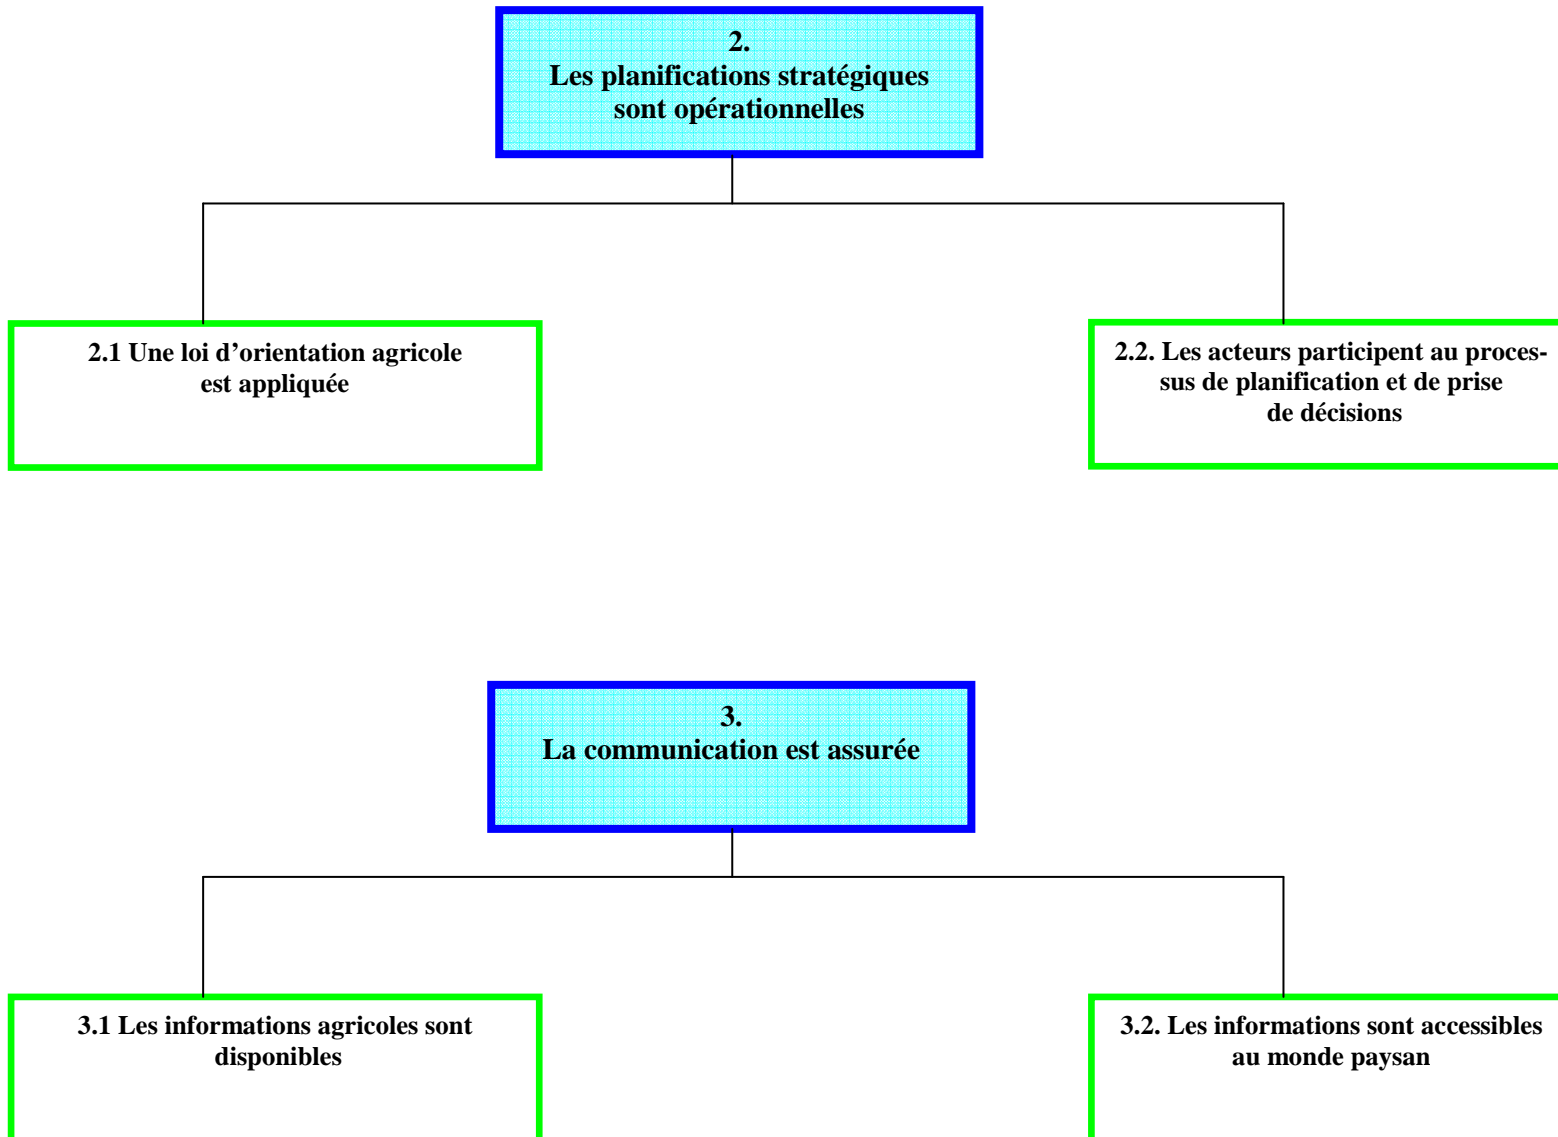 2.
Les planifications stratégiques
sont opérationnelles
2.1 Une loi d’orientation agricole
est appliquée
2.2. Les acteurs participent au proces-
sus de planification et de prise
de décisions
3.
La communication est assurée
3.1 Les informations agricoles sont
disponibles
3.2. Les informations sont accessibles
au monde paysan